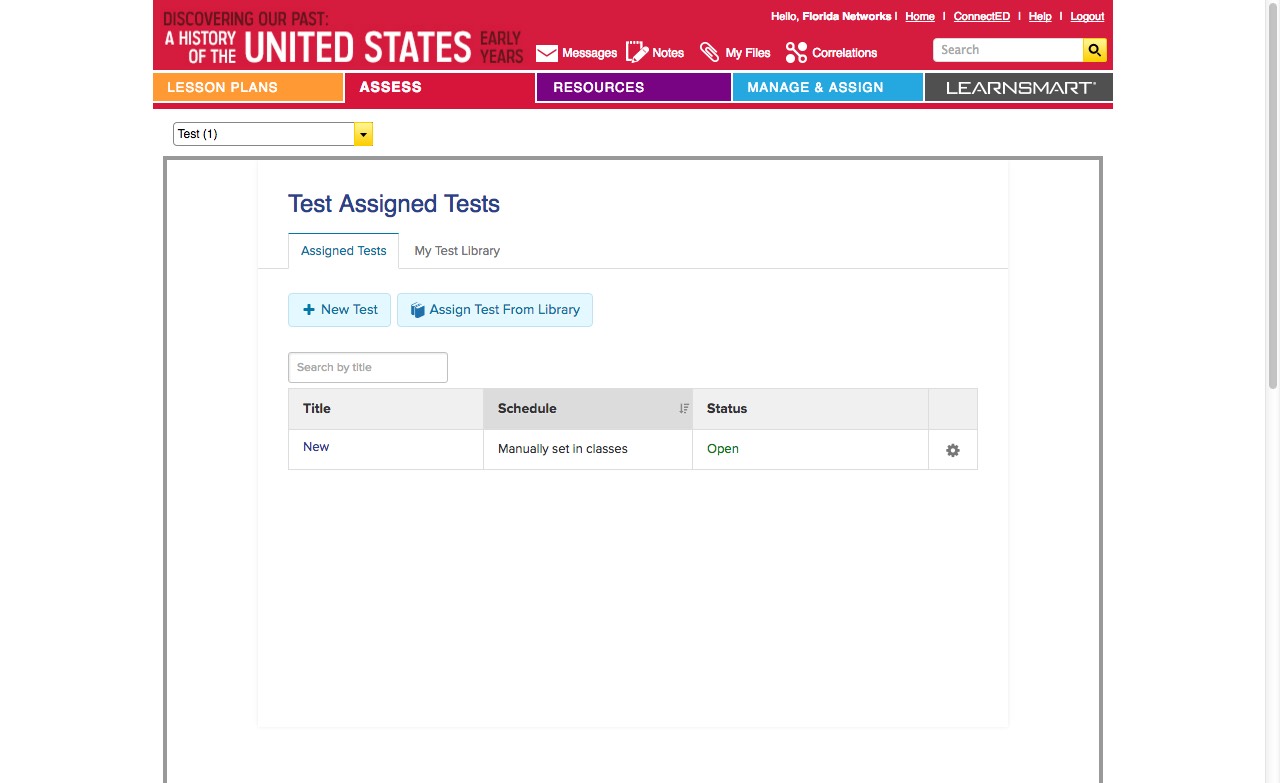 DISCOVERING OUR PAST:
A HISTORY OF THE UNITED STATES EARLY YEARS
Hello, Florida Networks | Home | ConnectED | Help | Logout
Messages Notes My Files Correlations Search
LESSON PLANS ASSESS RESOURCES MANAGE & ASSIGN LEARNSMART®
Test (1)
Test Assigned Tests
Assigned Tests My Test Library
+ New Test Assign Test From Library
Search by title
Title Schedule Status
New Manually set in classes Open